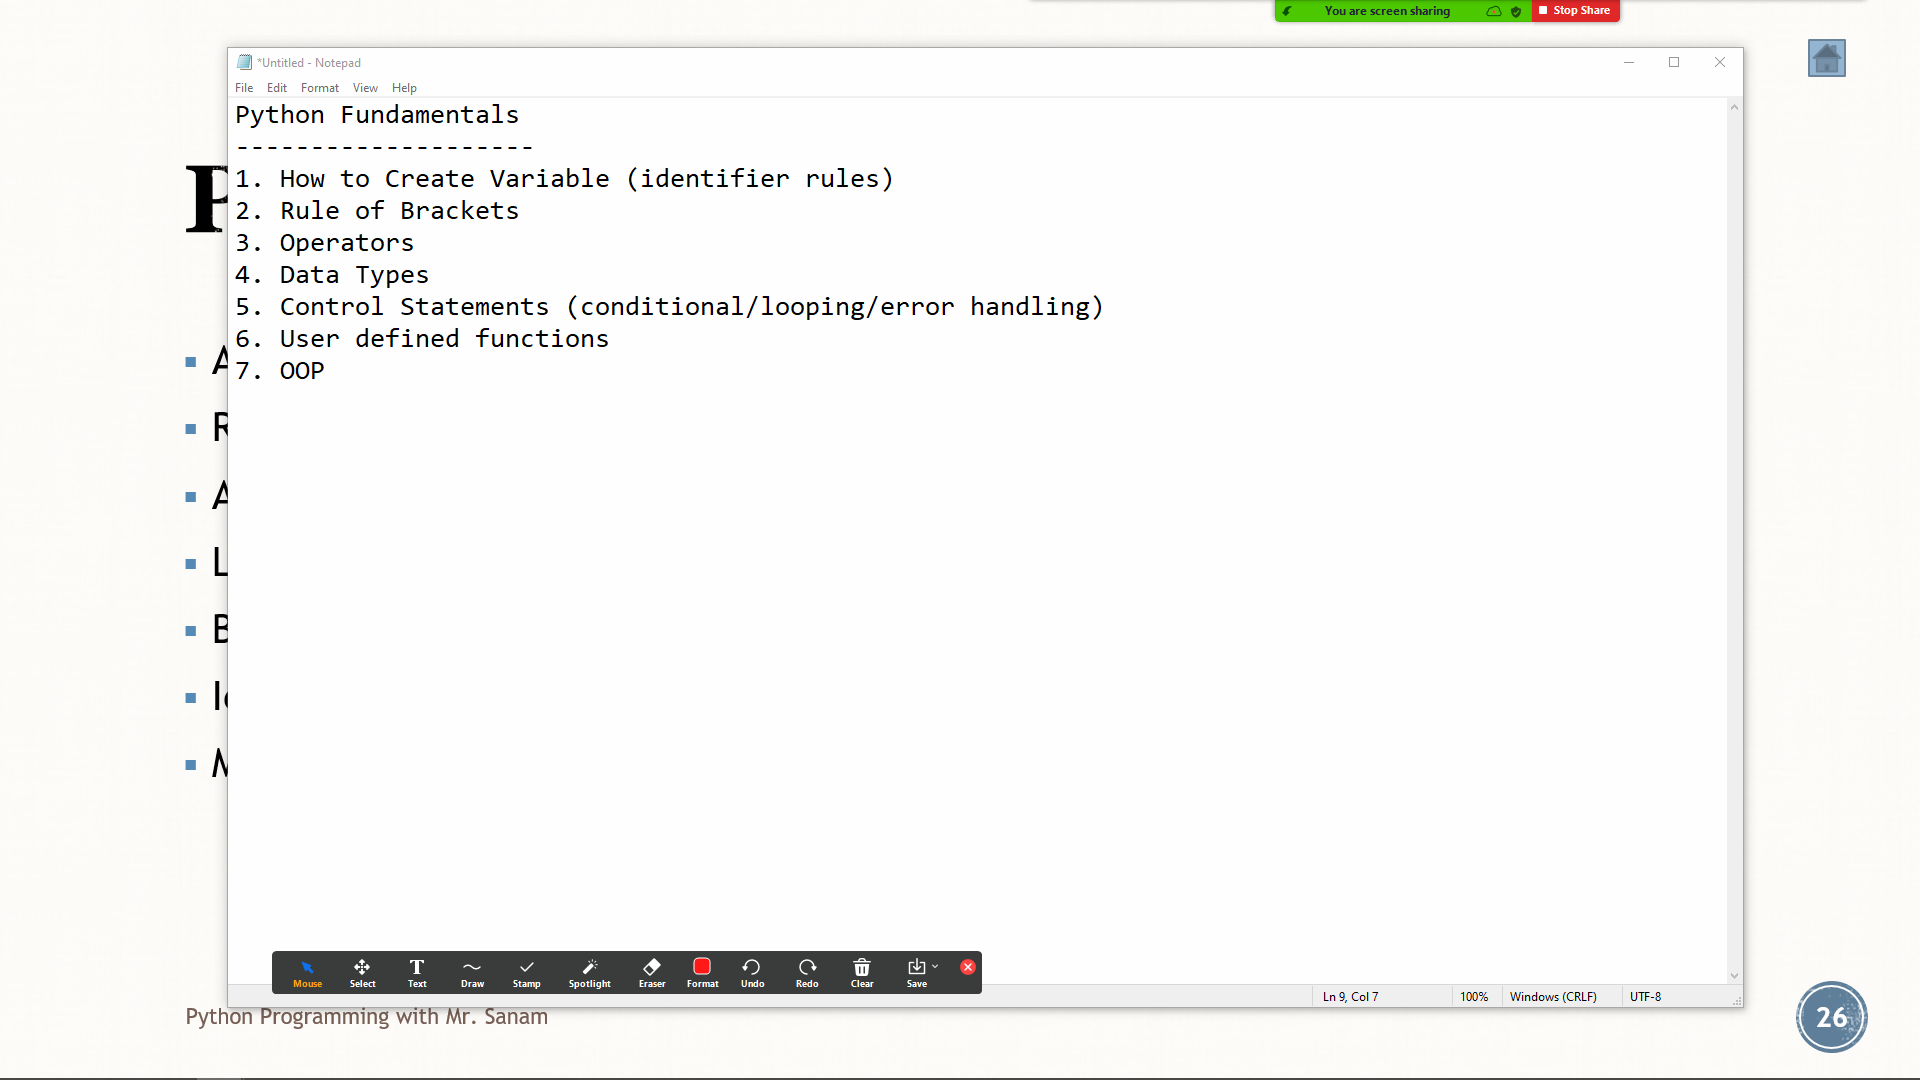 You are screen sharing
Stop Share
*Untitled - Notepad
File Edit Format View Help
Python Fundamentals
--------------------
1. How to Create Variable (identifier rules)
2. Rule of Brackets
3. Operators
4. Data Types
5. Control Statements (conditional/looping/error handling)
6. User defined functions
7. OOP
Mouse Select Text Draw Stamp Spotlight Eraser Format Undo Redo Clear Save
Ln 9, Col 7 100% Windows (CRLF) UTF-8
Python Programming with Mr. Sanam
26